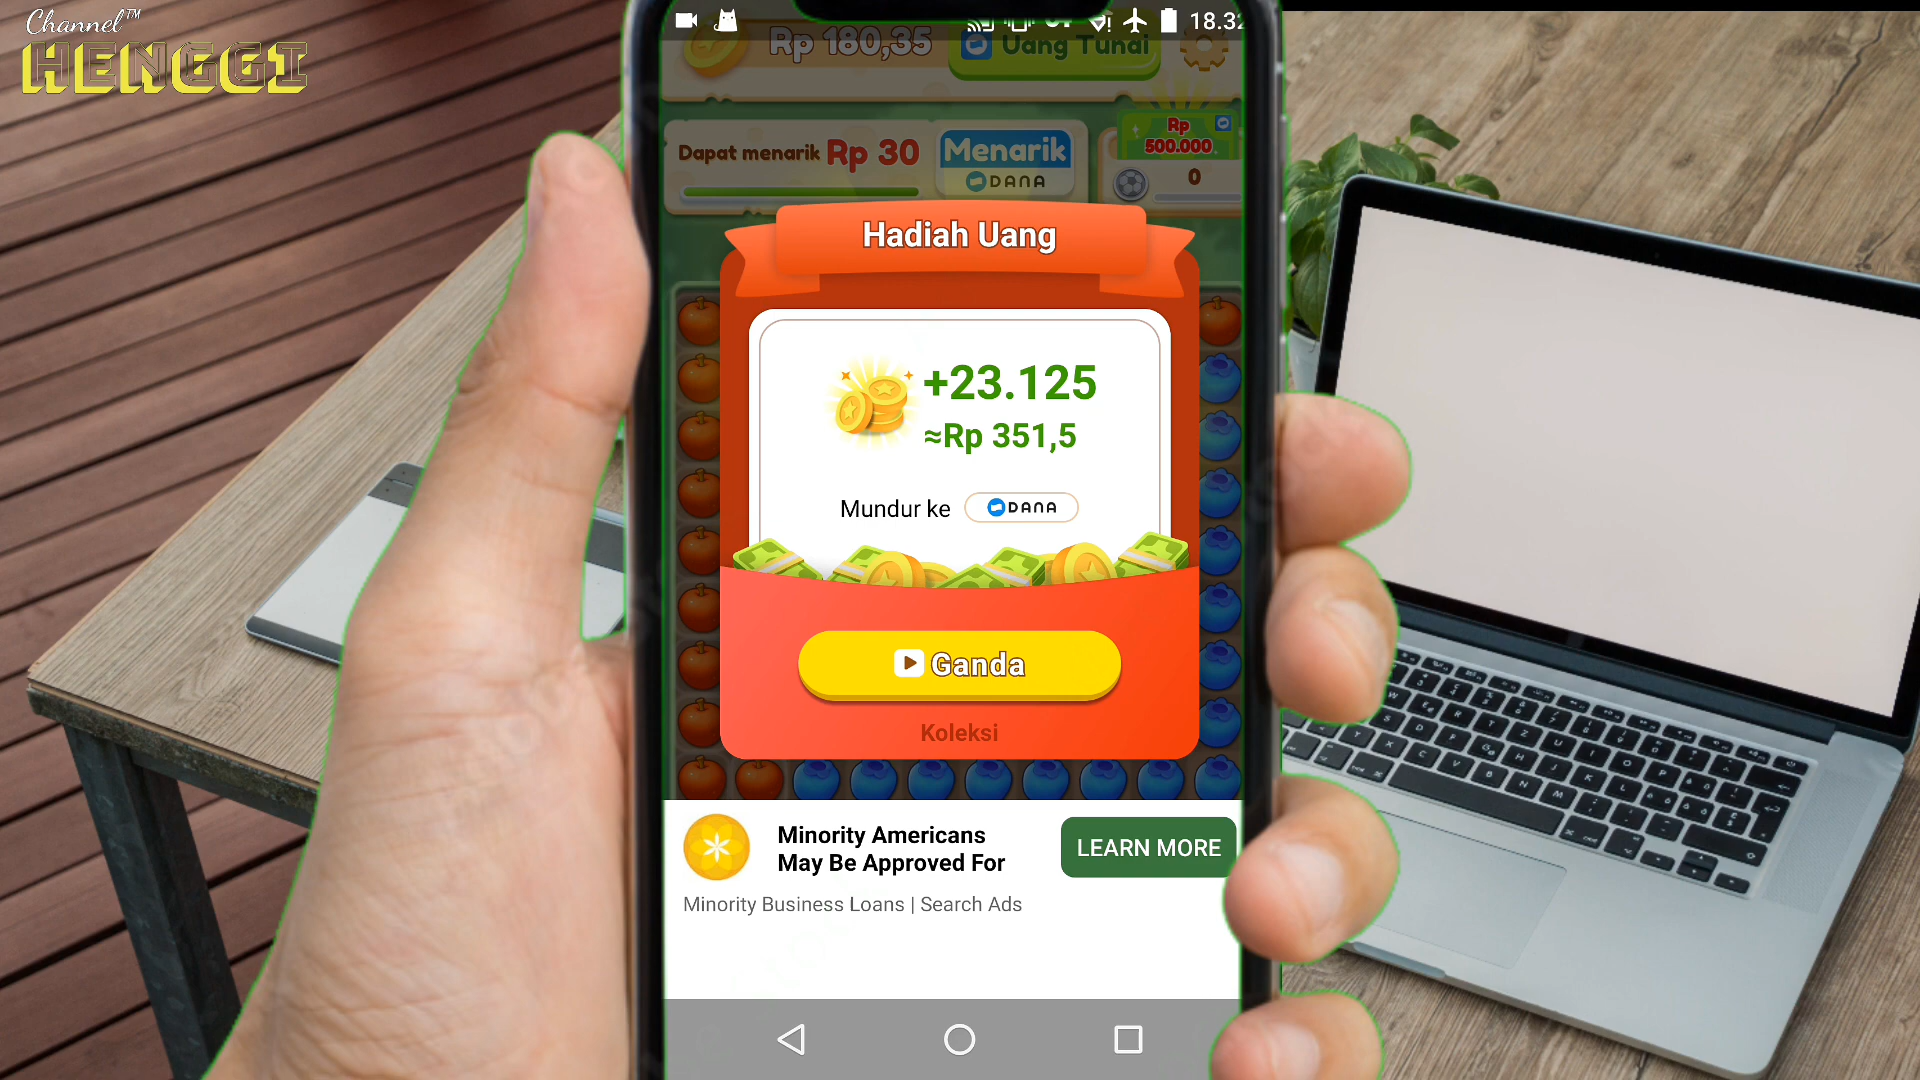 Channel™
HENGGI
18.32
Rp 180,35
Uang Tunai
Dapat menarik Rp 30
Menarik
DANA
Rp
500.000
0
Hadiah Uang
+23.125
≈Rp 351,5
Mundur ke DANA
Ganda
Koleksi
Minority Americans
May Be Approved For
LEARN MORE
Minority Business Loans | Search Ads